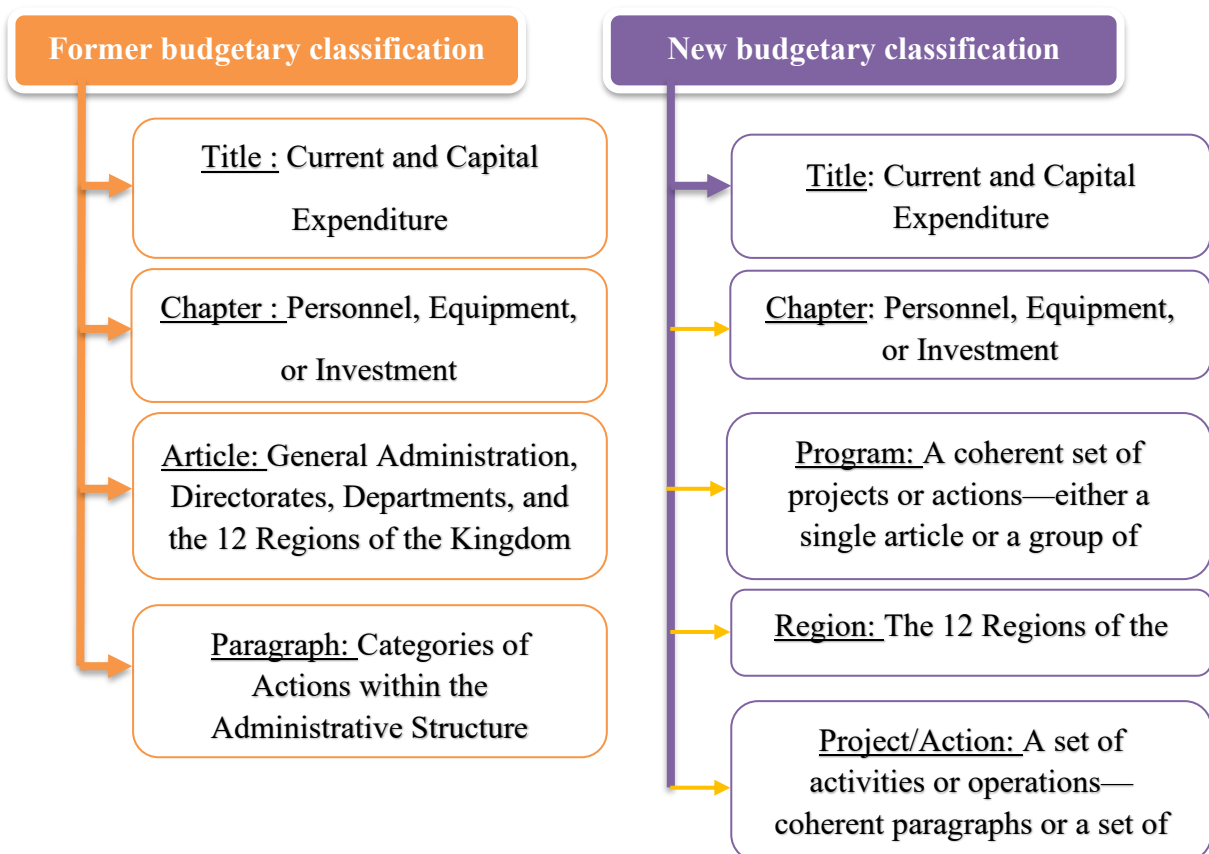 Former budgetary classification
Title : Current and Capital
Expenditure
Chapter : Personnel, Equipment,
or Investment
Article: General Administration,
Directorates, Departments, and
the 12 Regions of the Kingdom
Paragraph: Categories of
Actions within the
Administrative Structure
New budgetary classification
Title: Current and Capital
Expenditure
Chapter: Personnel, Equipment,
or Investment
Program: A coherent set of
projects or actions—either a
single article or a group of
Region: The 12 Regions of the
Project/Action: A set of
activities or operations—
coherent paragraphs or a set of